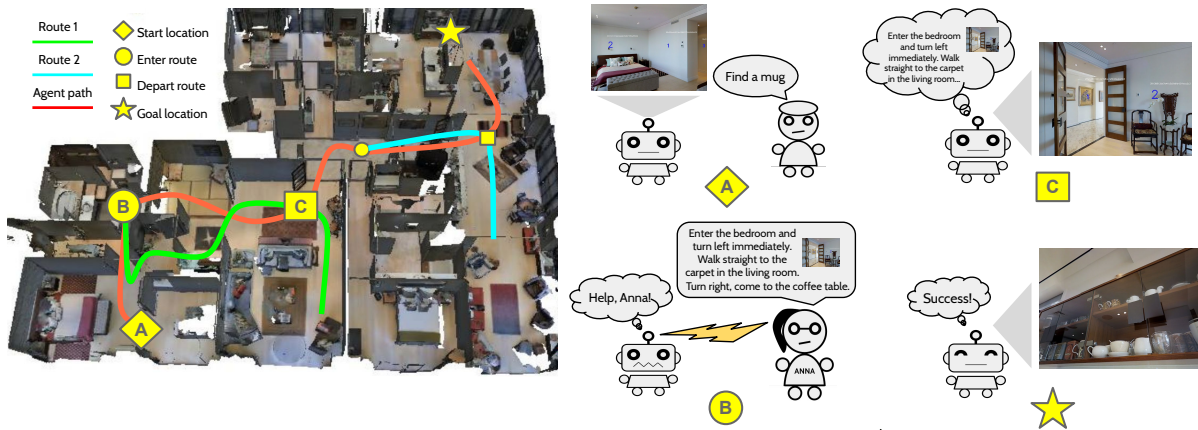 Route 1
Route 2
Agent path
Start location
Enter route
Depart route
Goal location
B
C
A
2
1
Find a mug
A
Enter the bedroom
and turn left
immediately. Walk
straight to the carpet
in the living room...
2
C
Help, Anna!
Enter the bedroom and
turn left immediately.
Walk straight to the
carpet in the living room.
Turn right, come to the coffee table.
ANNA
B
Success!